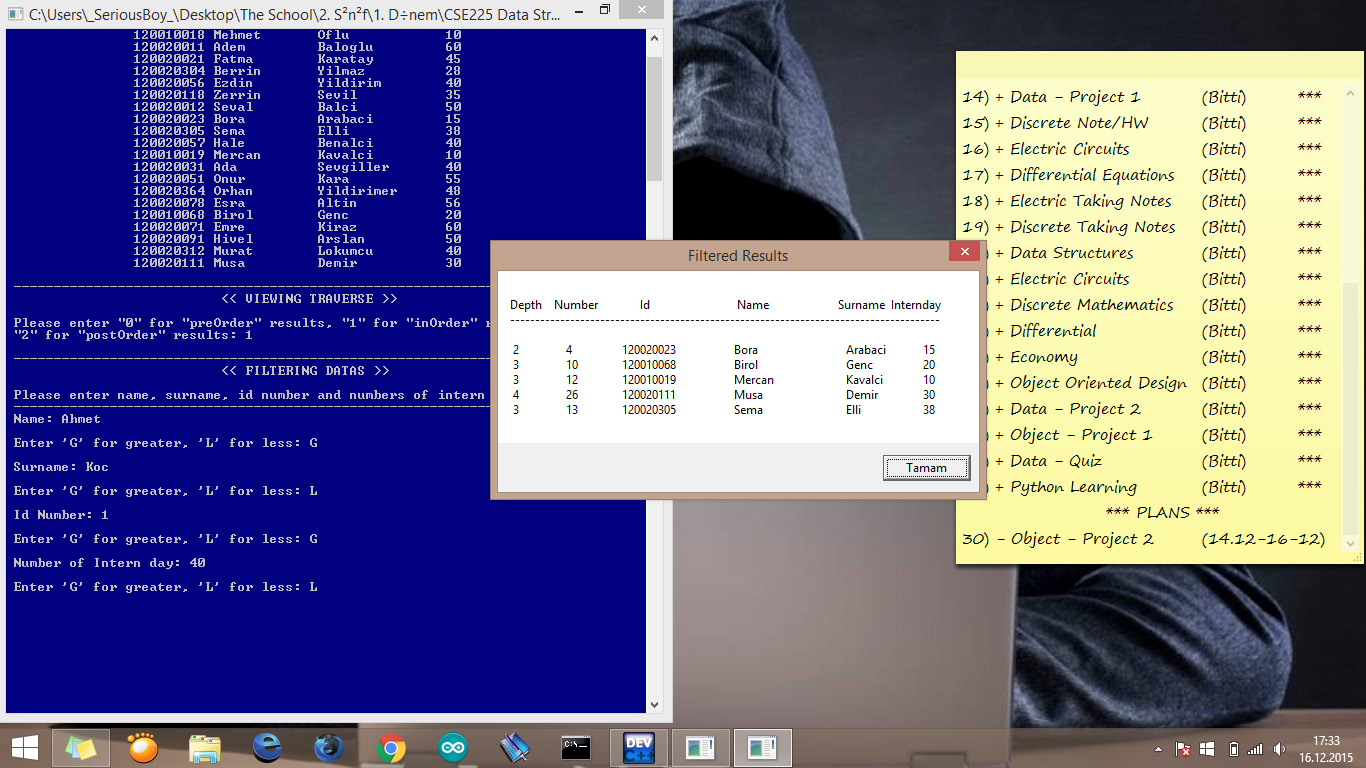 C:\Users\_SeriousBoy_\Desktop\The School\2. S²n²f\1. D÷nem\CSE225 Data Str...
120010018 Mehmet Oflu 10
120020011 Adem Baloglu 60
120020021 Fatma Karatay 45
120020304 Berrin Yilmaz 28
120020056 Ezdin Yildirim 40
120020118 Zerrin Sevil 35
120020012 Seval Balci 50
120020023 Bora Arabaci 15
120020305 Sema Elli 38
120020057 Hale Benalci 40
120010019 Mercan Kavalci 10
120020031 Ada Sevgiller 40
120020051 Onur Kara 55
120020364 Orhan Yildirimer 48
120020078 Esra Altin 56
120010068 Birol Genc 20
120020071 Emre Kiraz 60
120020091 Hivel Arslan 50
120020312 Murat Lokumcu 40
120020111 Musa Demir 30
<< VIEWING TRAVERSE >>
Please enter "0" for "preOrder" results, "1" for "inOrder"
"2" for "postOrder" results: 1
<< FILTERING DATAS >>
Please enter name, surname, id number and numbers of intern
Name: Ahmet
Enter 'G' for greater, 'L' for less: G
Surname: Koc
Enter 'G' for greater, 'L' for less: L
Id Number: 1
Enter 'G' for greater, 'L' for less: G
Number of Intern day: 40
Enter 'G' for greater, 'L' for less: L
Filtered Results
Depth Number Id Name Surname Internday
2 4 120020023 Bora Arabaci 15
3 10 120010068 Birol Genc 20
3 12 120010019 Mercan Kavalci 10
4 26 120020111 Musa Demir 30
3 13 120020305 Sema Elli 38
Tamam
14) + Data - Project 1 (Bitti) ***
15) + Discrete Note/HW (Bitti) ***
16) + Electric Circuits (Bitti) ***
17) + Differential Equations (Bitti) ***
18) + Electric Taking Notes (Bitti) ***
19) + Discrete Taking Notes (Bitti) ***
) + Data Structures (Bitti) ***
) + Electric Circuits (Bitti) ***
) + Discrete Mathematics (Bitti) ***
) + Differential (Bitti) ***
) + Economy (Bitti) ***
) + Object Oriented Design (Bitti) ***
) + Data - Project 2 (Bitti) ***
) + Object - Project 1 (Bitti) ***
) + Data - Quiz (Bitti) ***
) + Python Learning (Bitti) ***
*** PLANS ***
30) - Object - Project 2 (14.12-16-12)
C:\_
DEV
C++
17:33
16.12.2015